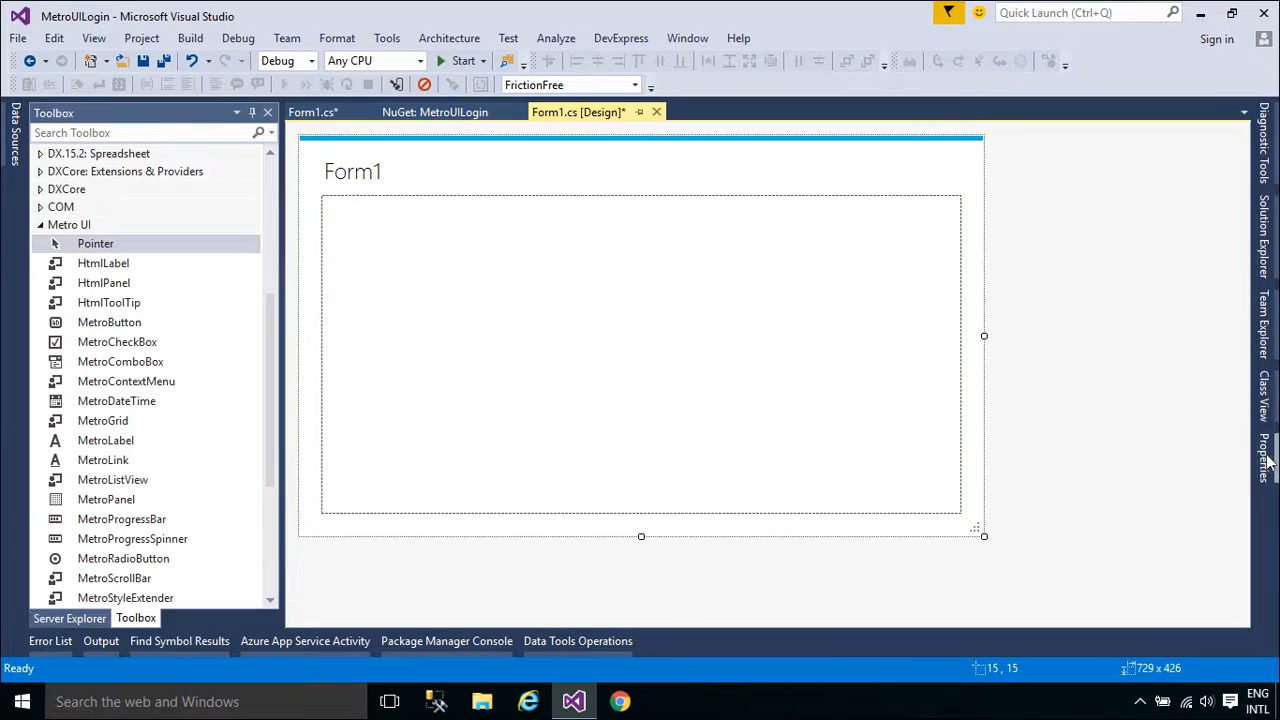 MetroUILogin - Microsoft Visual Studio
Quick Launch (Ctrl+Q)
File Edit View Project Build Debug Team Format Tools Architecture Test Analyze DevExpress Window Help
Sign in
Debug Any CPU Start
FrictionFree
Data Sources
Toolbox
Form1.cs* NuGet: MetroUILogin Form1.cs [Design]*
Search Toolbox
DX.15.2: Spreadsheet
DXCore: Extensions & Providers
DXCore
COM
Metro UI
Pointer
HtmlLabel
HtmlPanel
HtmlToolTip
MetroButton
MetroCheckBox
MetroComboBox
MetroContextMenu
MetroDateTime
MetroGrid
MetroLabel
MetroLink
MetroListView
MetroPanel
MetroProgressBar
MetroProgressSpinner
MetroRadioButton
MetroScrollBar
MetroStyleExtender
Form1
Diagnostic Tools
Solution Explorer
Team Explorer
Class View
Properties
Server Explorer Toolbox
Error List Output Find Symbol Results Azure App Service Activity Package Manager Console Data Tools Operations
Ready 15 , 15 729 x 426
Search the web and Windows
ENG
INTL